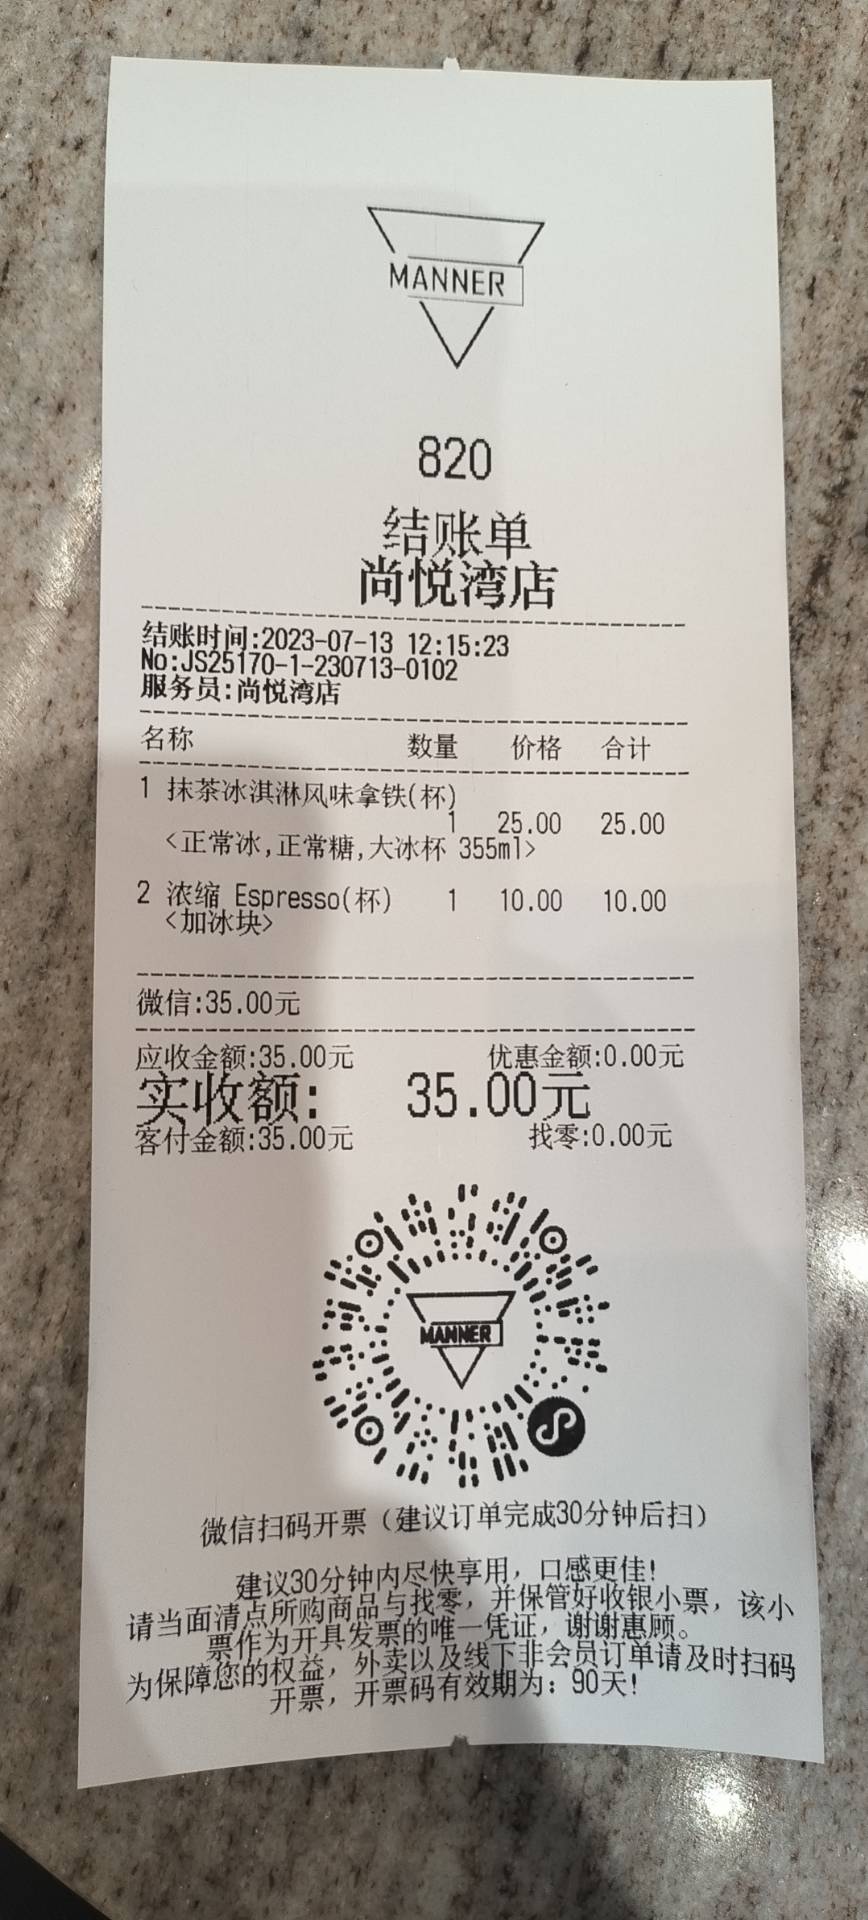 MANNER
820
结账单
尚悦湾店
结账时间:2023-07-13 12:15:23
No:JS25170-1-230713-0102
服务员:尚悦湾店
名称 数量 价格 合计
1 抹茶冰淇淋风味拿铁(杯)
1 25.00 25.00
<正常冰,正常糖,大冰杯 355ml>
2 浓缩 Espresso(杯) 1 10.00 10.00
<加冰块>
微信:35.00元
应收金额:35.00元 优惠金额:0.00元
实收额: 35.00元
客付金额:35.00元 找零:0.00元
MANNER
微信扫码开票（建议订单完成30分钟后扫）
建议30分钟内尽快享用，口感更佳!
请当面清点所购商品与找零，并保管好收银小票，该小
票作为开具发票的唯一凭证，谢谢惠顾。
为保障您的权益，外卖以及线下非会员订单请及时扫码
开票，开票码有效期为：90天!